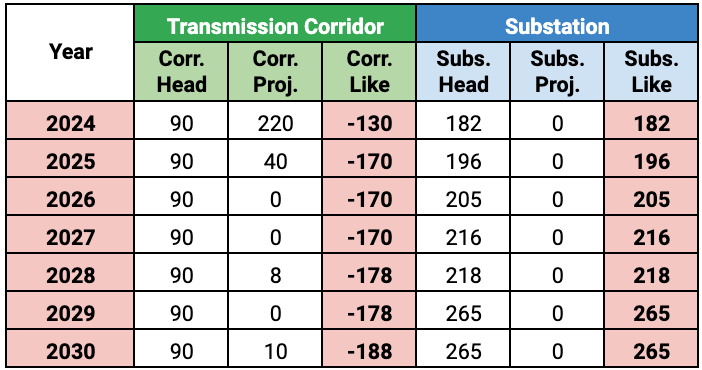 Year Transmission Corridor Substation
Corr. Head Corr. Proj. Corr. Like Subs. Head Subs. Proj. Subs. Like
2024 90 220 -130 182 0 182
2025 90 40 -170 196 0 196
2026 90 0 -170 205 0 205
2027 90 0 -170 216 0 216
2028 90 8 -178 218 0 218
2029 90 0 -178 265 0 265
2030 90 10 -188 265 0 265